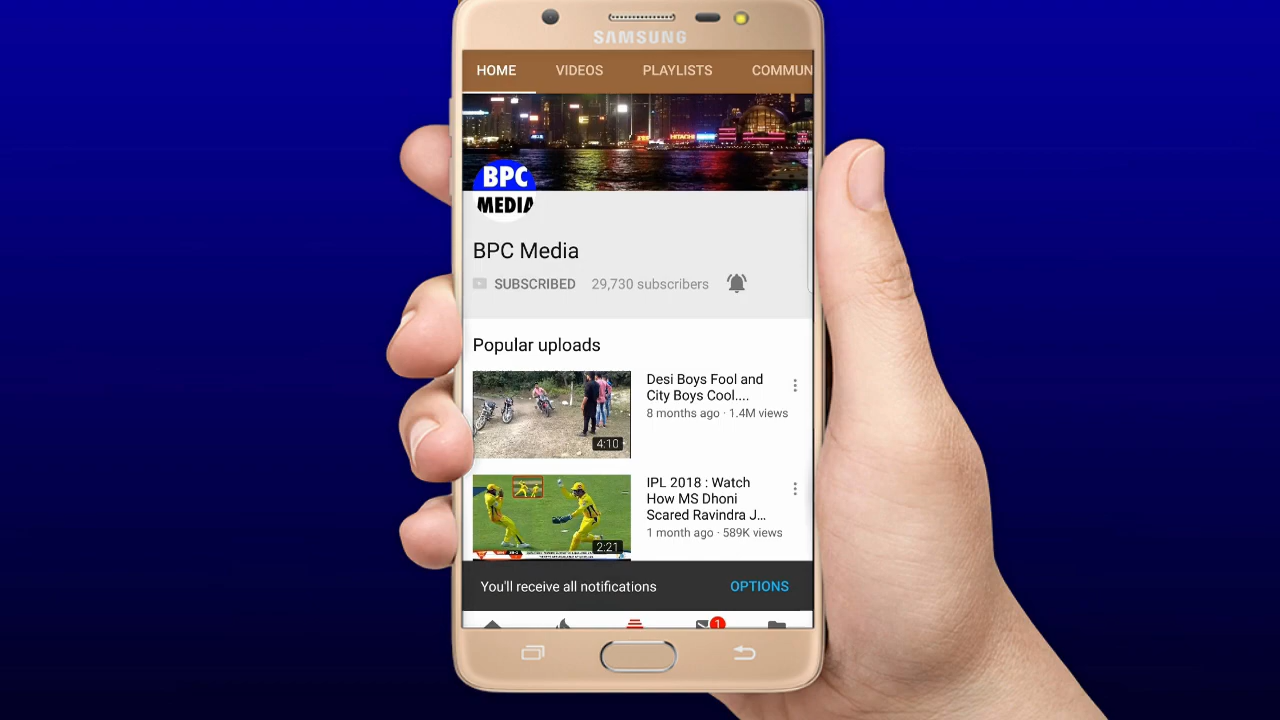 SAMSUNG
HOME VIDEOS PLAYLISTS COMMUN
HITACHI
BPC
MEDIA
BPC Media
SUBSCRIBED 29,730 subscribers
Popular uploads
Desi Boys Fool and
City Boys Cool....
8 months ago · 1.4M views
4:10
IPL 2018 : Watch
How MS Dhoni
Scared Ravindra J...
1 month ago · 589K views
2:21
You'll receive all notifications OPTIONS
1